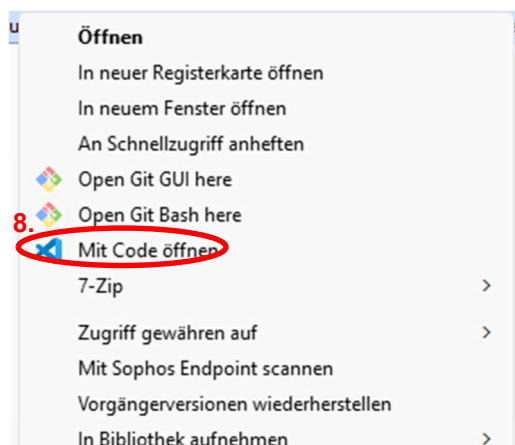 Öffnen
In neuer Registerkarte öffnen
In neuem Fenster öffnen
An Schnellzugriff anheften
Open Git GUI here
Open Git Bash here
8.
Mit Code öffnen
7-Zip
Zugriff gewähren auf
Mit Sophos Endpoint scannen
Vorgängerversionen wiederherstellen
In Bibliothek aufnehmen